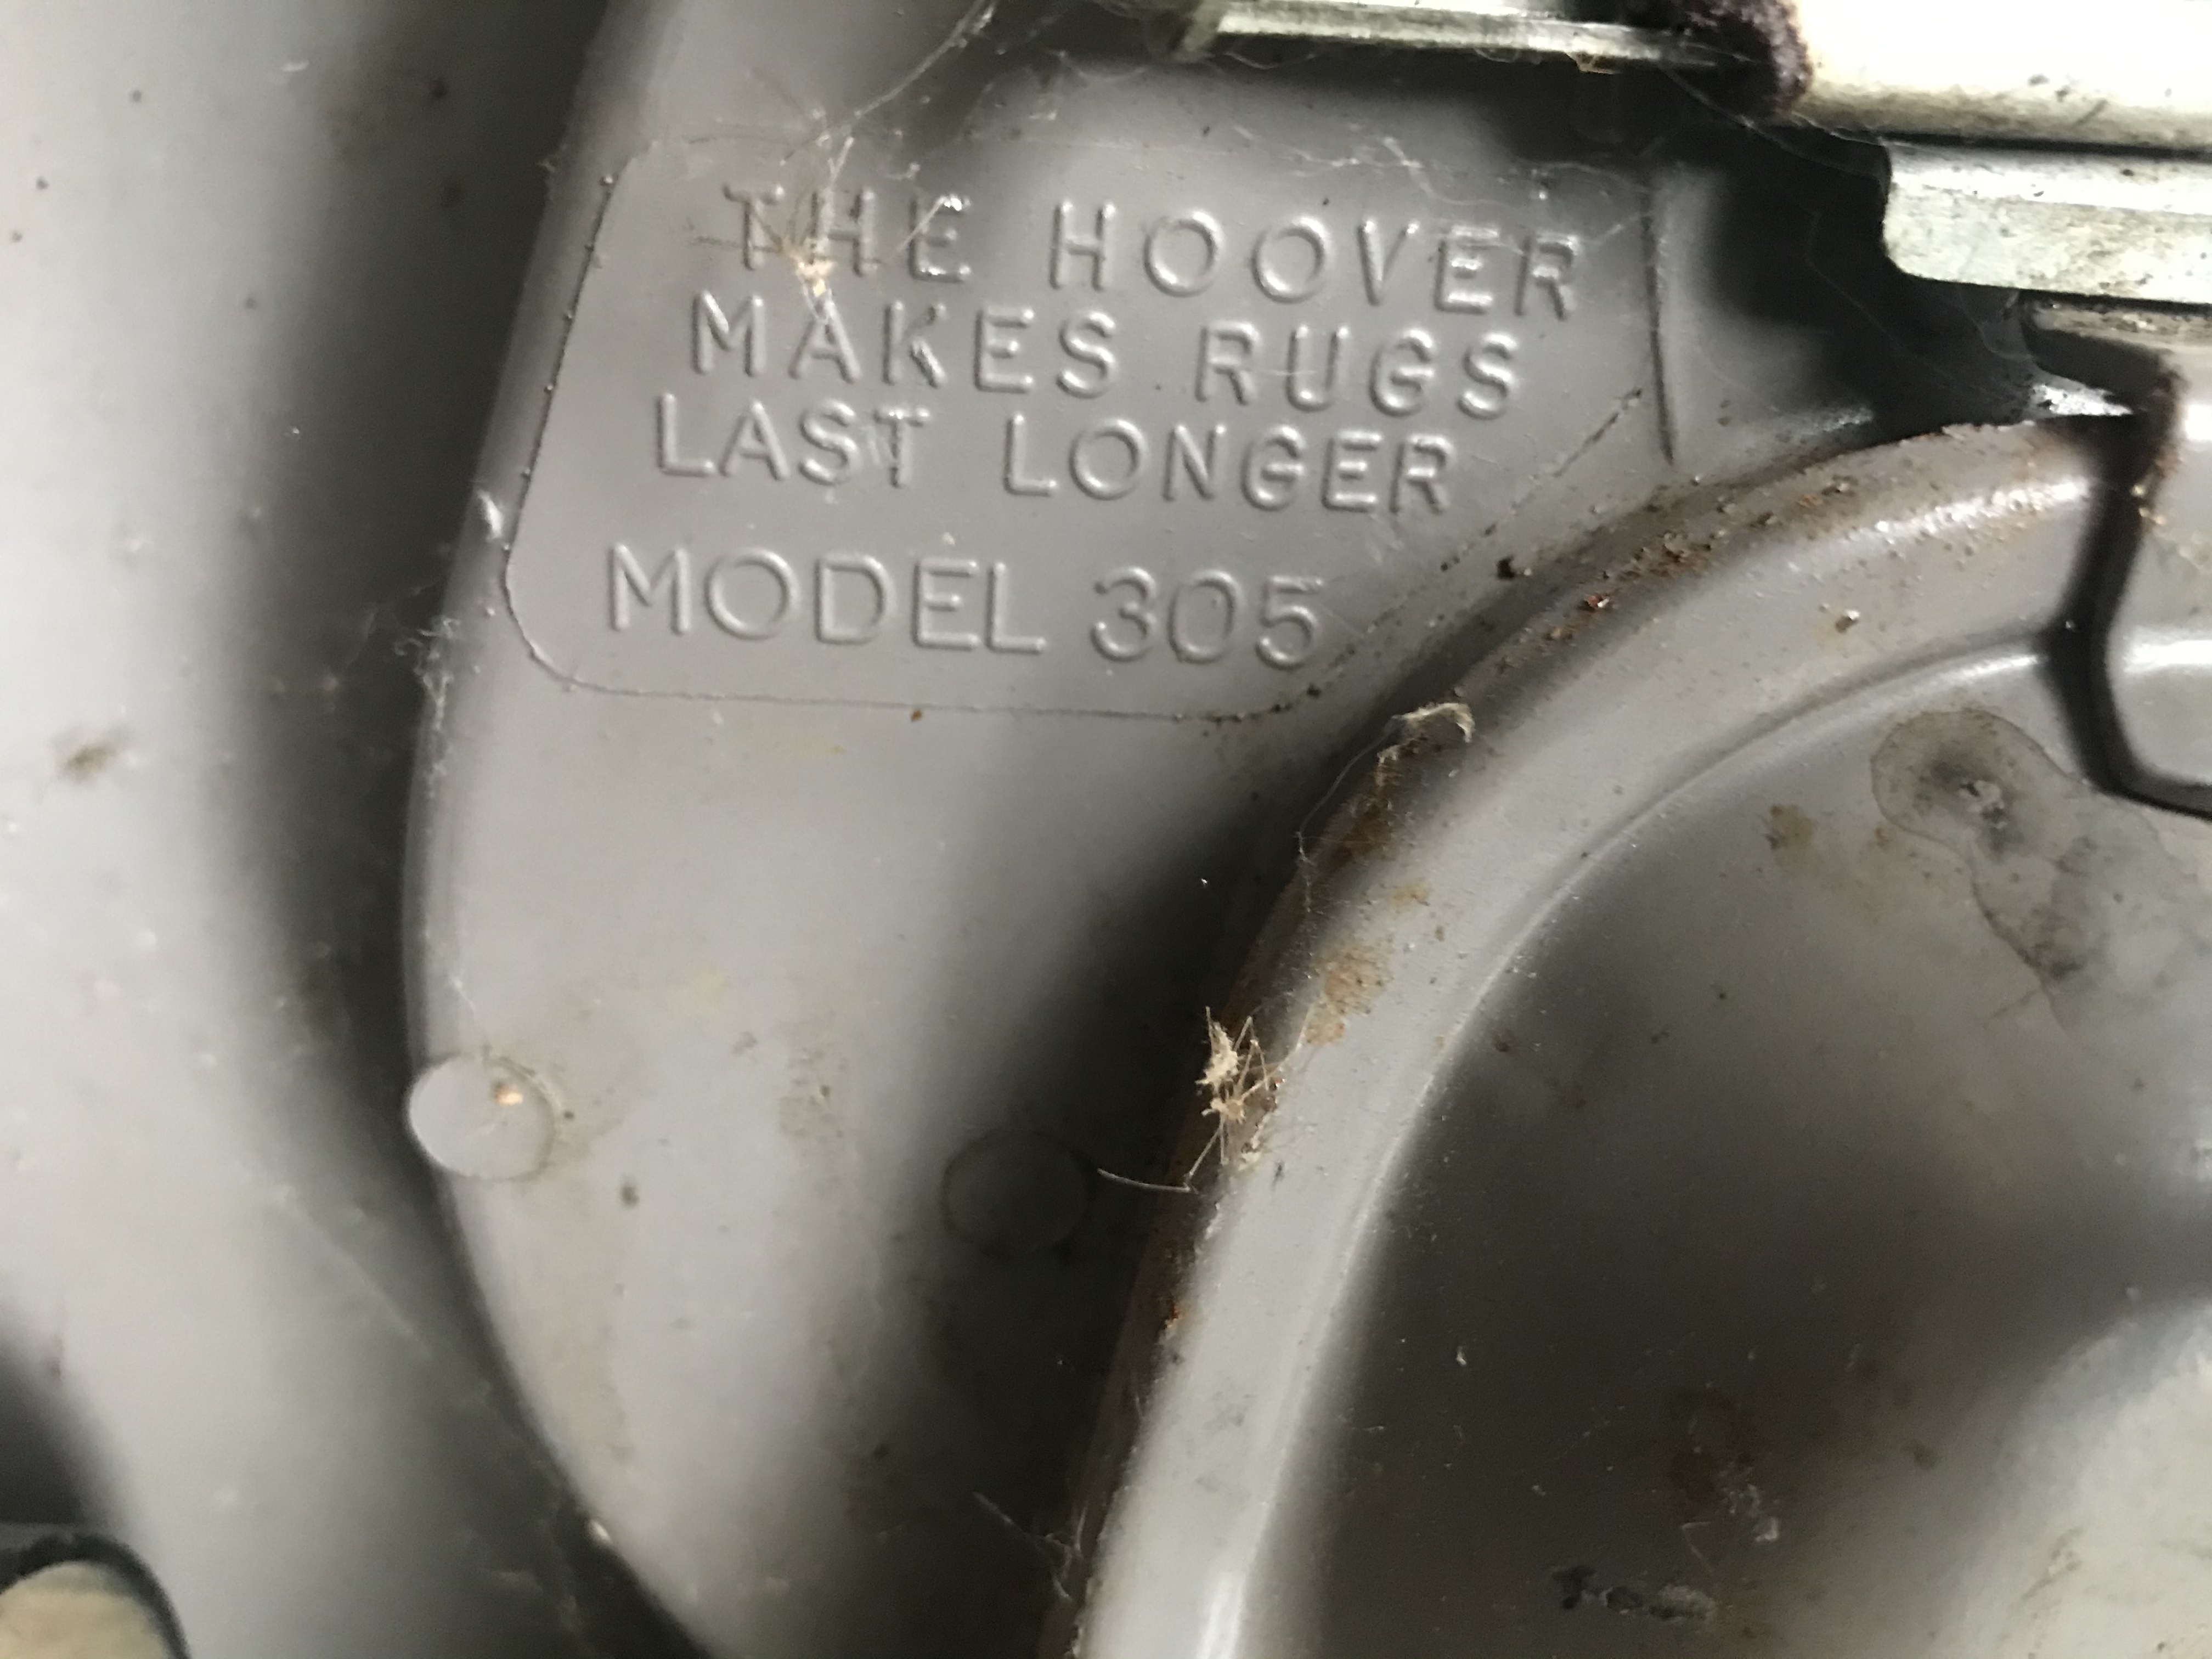 THE HOOVER
MAKES RUGS
LAST LONGER
MODEL 305